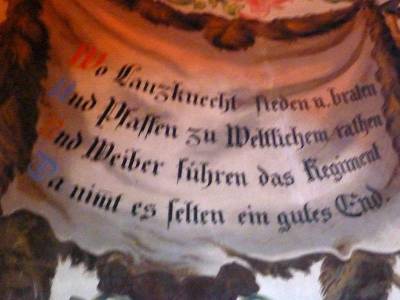 Wo Lanzknecht sieden u. braten
Und Pfaffen zu Weltlichem rathen
Und Weiber führen das Regiment
Da nim̄t es selten ein gutes End.